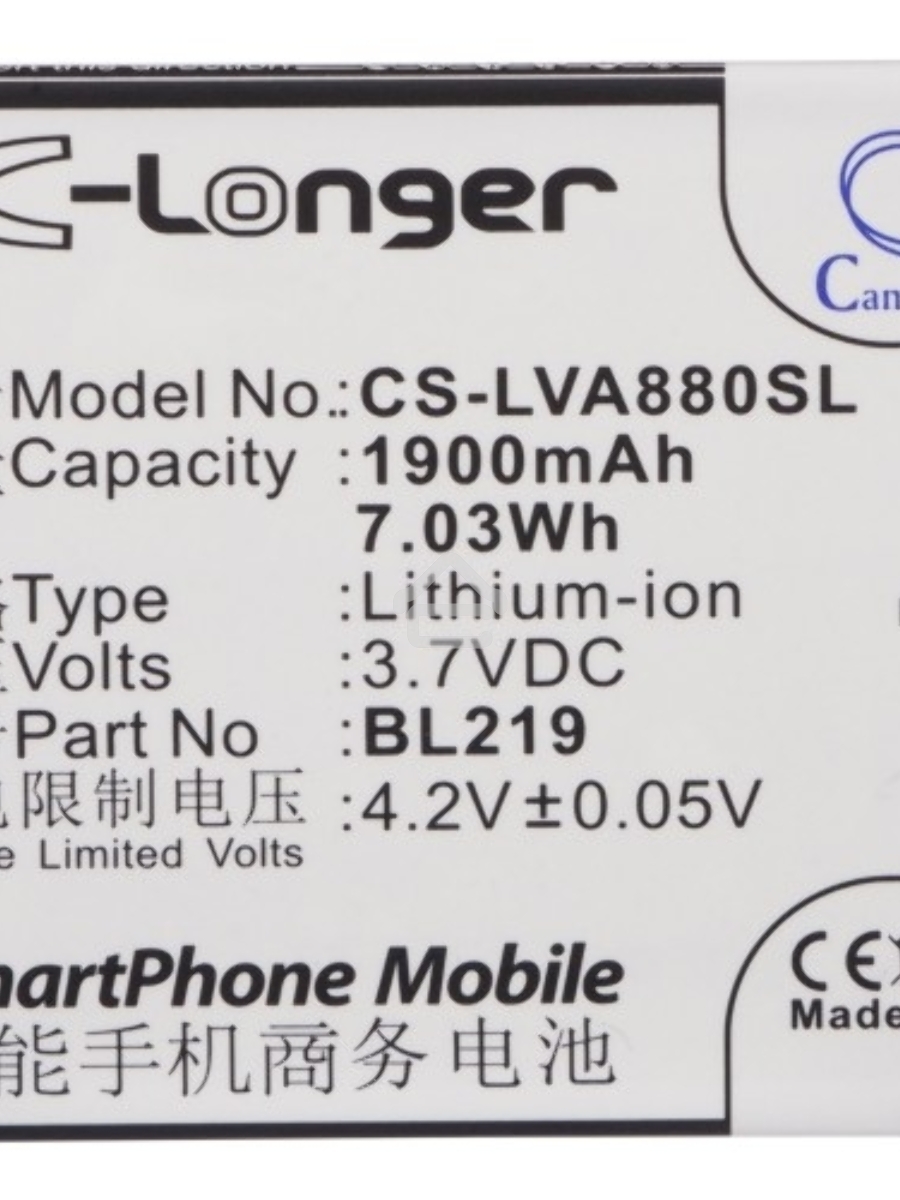 X-Longer
Model No.:CS-LVA880SL
Capacity :1900mAh
7.03Wh
Type :Lithium-ion
Volts :3.7VDC
Part No :BL219
限制电压 :4.2V±0.05V
Limited Volts
martPhone Mobile
能手机商务电池
Cam
CE
Made